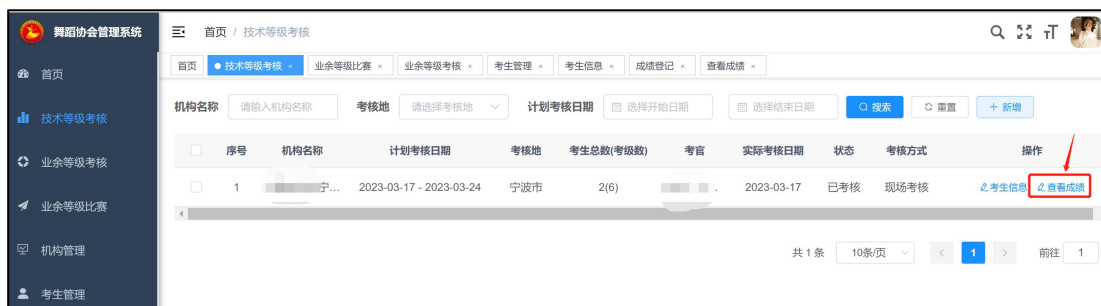 舞蹈协会管理系统
首页 / 技术等级考核
首页
技术等级考核 ×
业余等级比赛 ×
业余等级考核 ×
考生管理 ×
考生信息 ×
成绩登记 ×
查看成绩 ×
首页
技术等级考核
业余等级考核
业余等级比赛
机构管理
考生管理
机构名称 请输入机构名称 考核地 请选择考核地 计划考核日期 选择开始日期 选择结束日期 搜索 重置 + 新增
序号 机构名称 计划考核日期 考核地 考生总数(考级数) 考官 实际考核日期 状态 考核方式 操作
1 宁... 2023-03-17 - 2023-03-24 宁波市 2(6) 2023-03-17 已考核 现场考核 考生信息 查看成绩
共 1 条 10条/页 < 1 > 前往 1